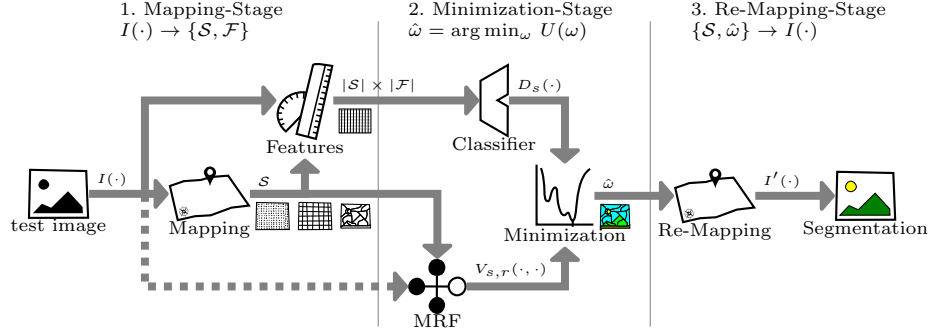 1. Mapping-Stage
I(·) → {S, F}
2. Minimization-Stage
ω̂ = arg min_ω U(ω)
3. Re-Mapping-Stage
{S, ω̂} → I(·)
|S| × |F|
D_s(·)
Features
Classifier
I(·)
S
ω̂
I′(·)
test image
Mapping
Minimization
Re-Mapping
Segmentation
V_{s,r}(·, ·)
MRF